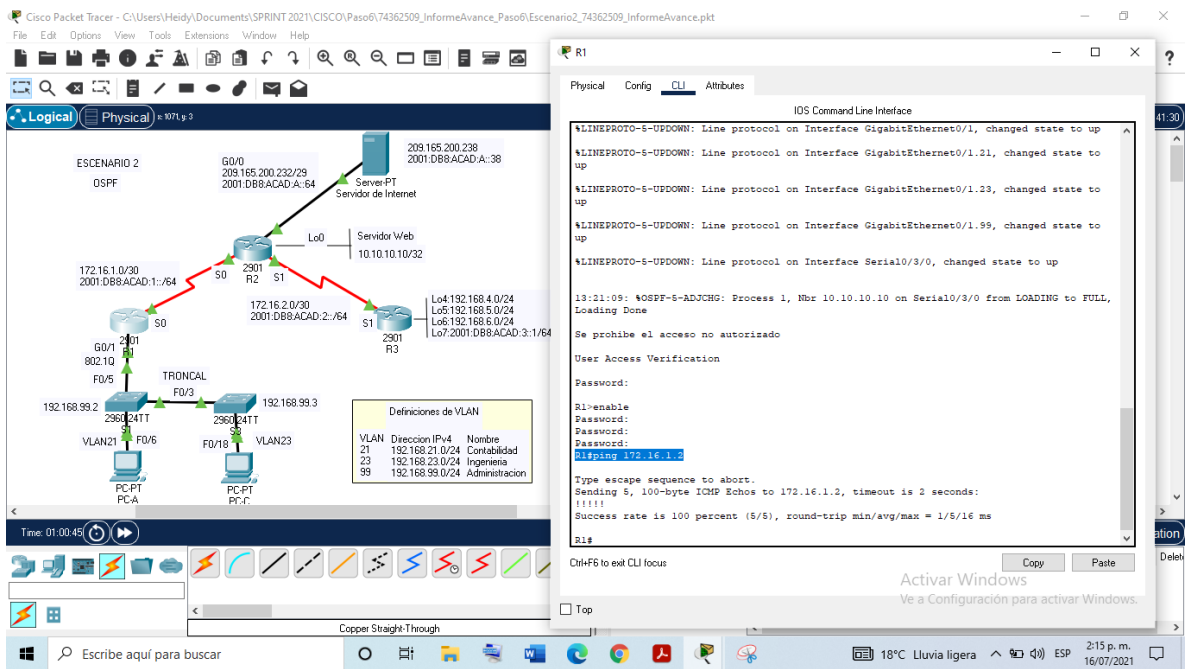 Cisco Packet Tracer - C:\Users\Heidy\Documents\SPRINT 2021\CISCO\Paso6\74362509_InformeAvance_Paso6\Escenario2_74362509_InformeAvance.pkt
File Edit Options View Tools Extensions Window Help
Logical
Physical
x: 1071, y: 3
41:30
ESCENARIO 2
OSPF
G0/0
209.165.200.232/29
2001:DB8:ACAD:A::64
209.165.200.238
2001:DB8:ACAD:A::38
Server-PT
Servidor de Internet
Lo0
Servidor Web
10.10.10.10/32
172.16.1.0/30
2001:DB8:ACAD:1::/64
S0
2901
R2
S1
172.16.2.0/30
2001:DB8:ACAD:2::/64
S1
2901
R3
Lo4:192.168.4.0/24
Lo5:192.168.5.0/24
Lo6:192.168.6.0/24
Lo7:2001:DB8:ACAD:3::1/64
S0
2901
R1
G0/1
802.1Q
F0/5
TRONCAL
F0/3
192.168.99.2
2960-24TT
S1
192.168.99.3
2960-24TT
S3
VLAN21
F0/6
F0/18
VLAN23
PC-PT
PC-A
PC-PT
PC-C
Definiciones de VLAN
VLAN Direccion IPv4 Nombre
21 192.168.21.0/24 Contabilidad
23 192.168.23.0/24 Ingenieria
99 192.168.99.0/24 Administracion
Time: 01:00:45
Copper Straight-Through
R1
Physical Config CLI Attributes
IOS Command Line Interface
%LINEPROTO-5-UPDOWN: Line protocol on Interface GigabitEthernet0/1, changed state to up
%LINEPROTO-5-UPDOWN: Line protocol on Interface GigabitEthernet0/1.21, changed state to
up
%LINEPROTO-5-UPDOWN: Line protocol on Interface GigabitEthernet0/1.23, changed state to
up
%LINEPROTO-5-UPDOWN: Line protocol on Interface GigabitEthernet0/1.99, changed state to
up
%LINEPROTO-5-UPDOWN: Line protocol on Interface Serial0/3/0, changed state to up
13:21:09: %OSPF-5-ADJCHG: Process 1, Nbr 10.10.10.10 on Serial0/3/0 from LOADING to FULL,
Loading Done
Se prohibe el acceso no autorizado
User Access Verification
Password:
R1>enable
Password:
Password:
Password:
R1#ping 172.16.1.2
Type escape sequence to abort.
Sending 5, 100-byte ICMP Echos to 172.16.1.2, timeout is 2 seconds:
!!!!!
Success rate is 100 percent (5/5), round-trip min/avg/max = 1/5/16 ms
R1#
Ctrl+F6 to exit CLI focus
Copy
Paste
Top
ation
Delet
Activar Windows
Ve a Configuración para activar Windows.
Escribe aquí para buscar
18°C Lluvia ligera
ESP
2:15 p. m.
16/07/2021